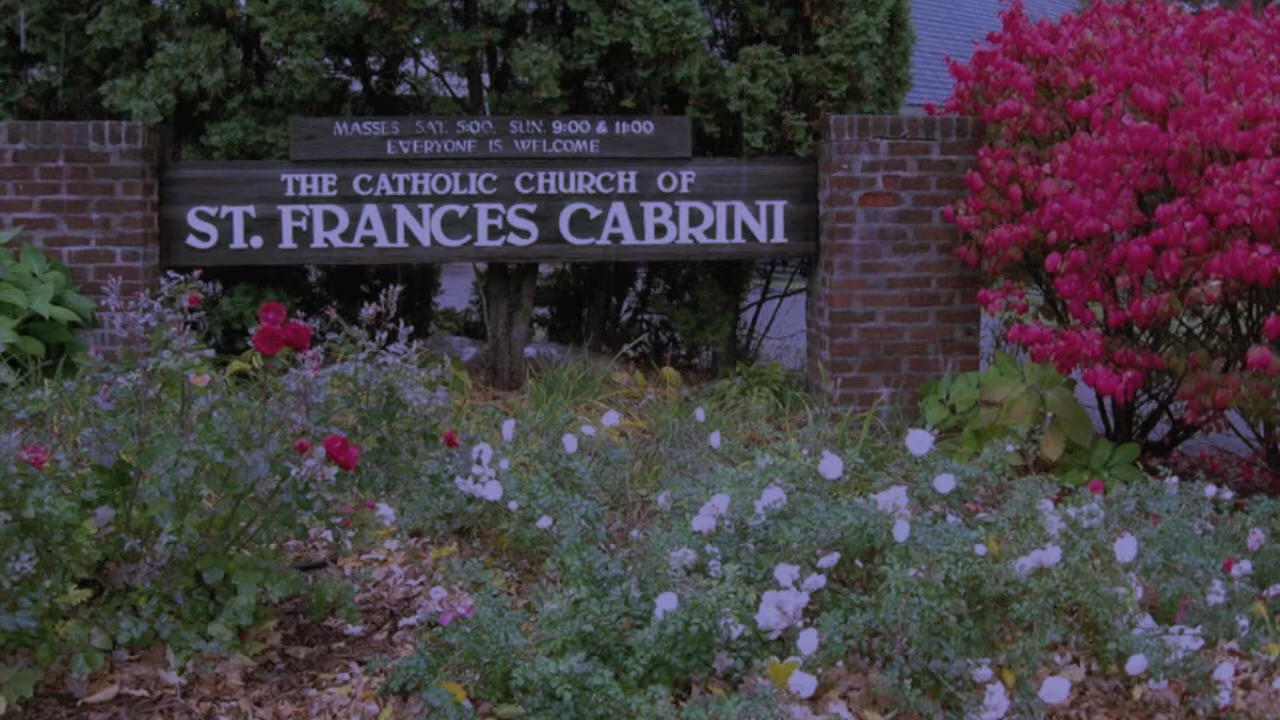 MASSES SAT. 5:00. SUN. 9:00 & 11:00
EVERYONE IS WELCOME
THE CATHOLIC CHURCH OF
ST. FRANCES CABRINI